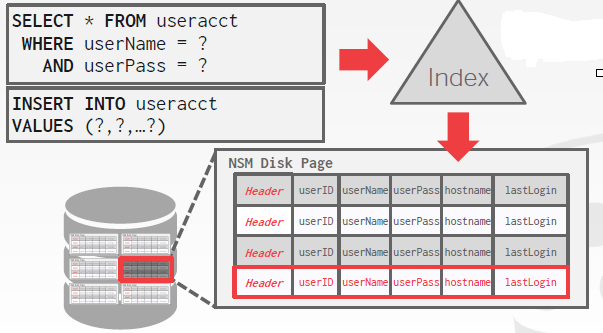 SELECT * FROM useracct
WHERE userName = ?
AND userPass = ?
INSERT INTO useracct
VALUES (?,?,…?)
Index
NSM Disk Page
Header userID userName userPass hostname lastLogin
Header userID userName userPass hostname lastLogin
Header userID userName userPass hostname lastLogin
Header userID userName userPass hostname lastLogin